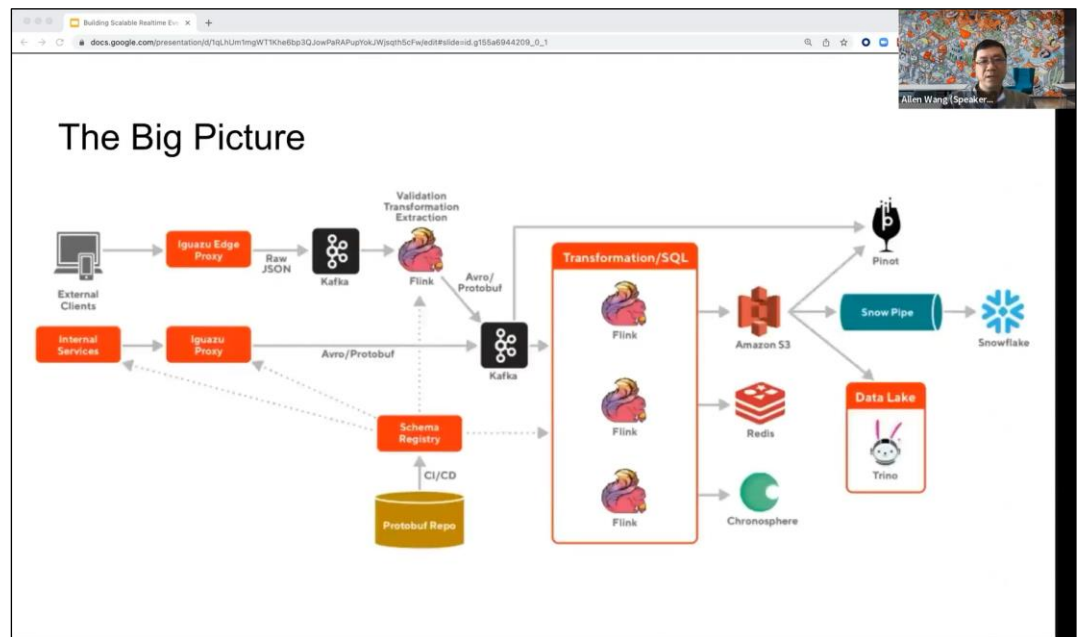 Building Scalable Realtime Eve
docs.google.com/presentation/d/1qLhUm1mgWT1Khe6bp3QJowPaRAPupYokJWjsqIh5cFw/edit#slide=id.g155a6944209_0_1
Allen Wang (Speaker...
The Big Picture
Validation
Transformation
Extraction
External
Clients
Iguazu Edge
Proxy
Raw
JSON
Kafka
Flink
Avro/
Protobuf
Internal
Services
Iguazu
Proxy
Avro/Protobuf
Kafka
Schema
Registry
CI/CD
Protobuf Repo
Transformation/SQL
Flink
Flink
Flink
Amazon S3
Redis
Chronosphere
Pinot
Snow Pipe
Snowflake
Data Lake
Trino